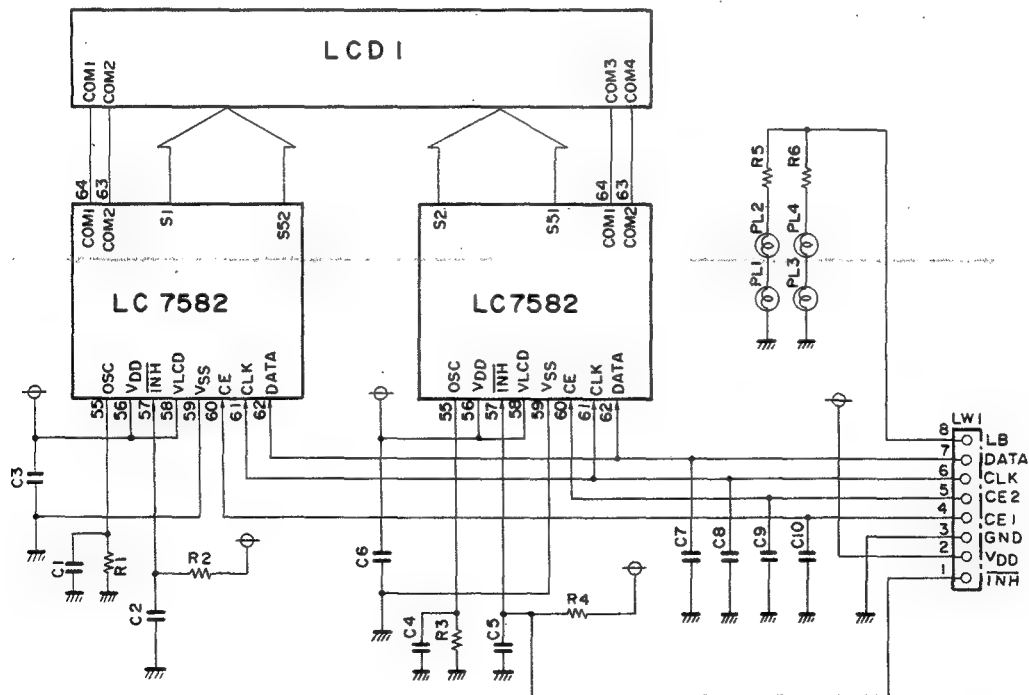 LCD1
COM1
COM2
COM3
COM4
64
63
64
63
COM1
COM2
S1
S52
S2
S51
COM1
COM2
LC 7582
LC7582
OSC
VDD
INH
VLCD
VSS
CE
CLK
DATA
55
56
57
58
59
60
61
62
OSC
VDD
INH
VLCD
VSS
CE
CLK
DATA
55
56
57
58
59
60
61
62
R5
R6
PL2
PL4
PL1
PL3
LW1
8 LB
7 DATA
6 CLK
5 CE2
4 CE1
3 GND
2 VDD
1 INH
C3
C1
R1
R2
C2
C6
C4
R3
C5
R4
C7
C8
C9
C10